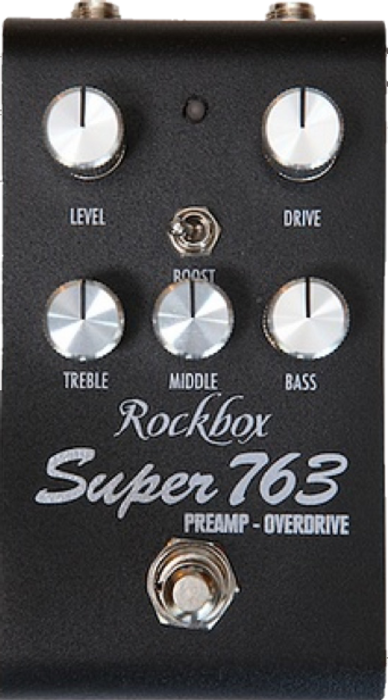 LEVEL DRIVE
BOOST
TREBLE MIDDLE BASS
Rockbox
Super 763
PREAMP - OVERDRIVE